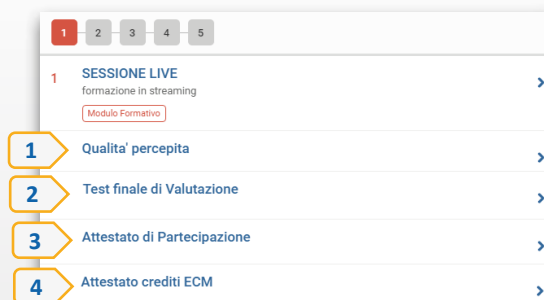 1 2 3 4 5
1 SESSIONE LIVE
formazione in streaming
Modulo Formativo
1 Qualita' percepita
2 Test finale di Valutazione
3 Attestato di Partecipazione
4 Attestato crediti ECM